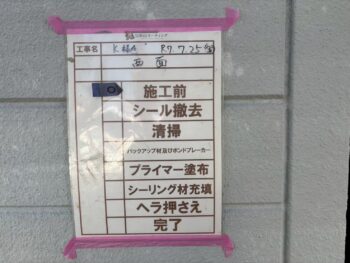 工事名 K様邸 R7.7.25㊎
西面
施工前
シール撤去
清掃
バックアップ材及びボンドブレーカー
プライマー塗布
シーリング材充填
ヘラ押さえ
完了